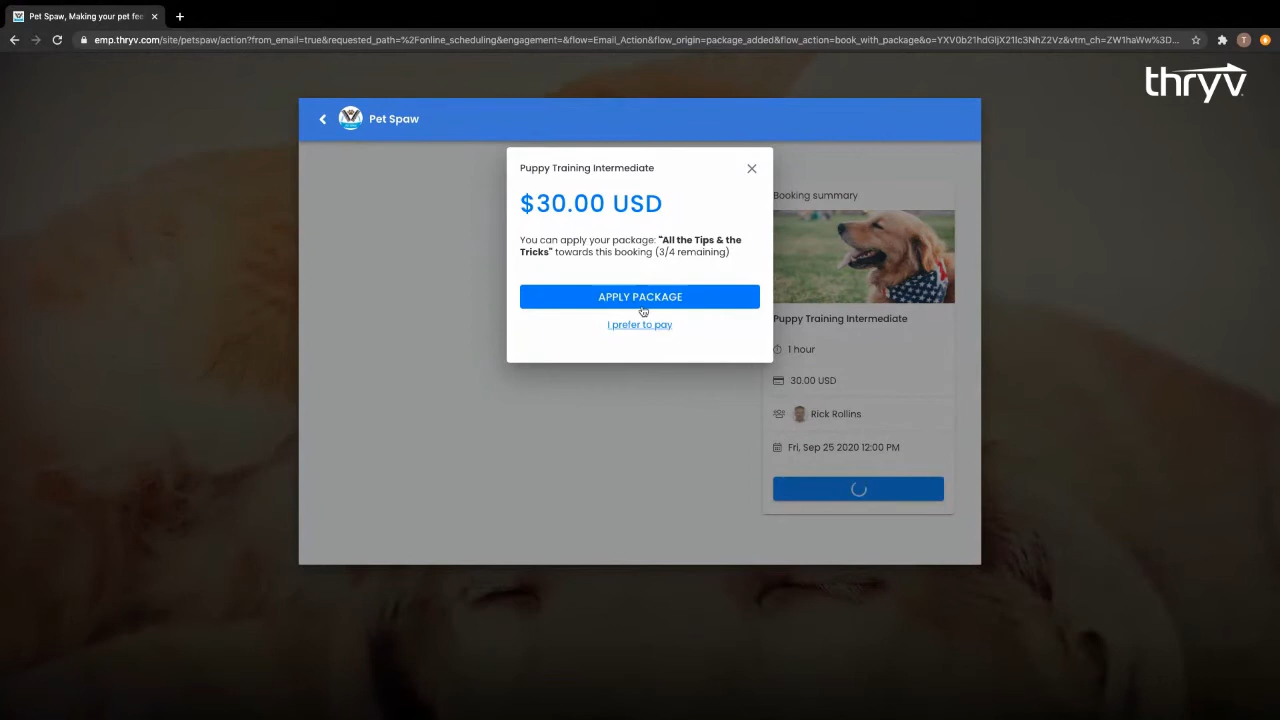 Pet Spaw, Making your pet fee
emp.thryv.com/site/petspaw/action?from_email=true&requested_path=%2Fonline_scheduling&engagement=&flow=Email_Action&flow_origin=package_added&flow_action=book_with_package&o=YXV0b21hdGljX21lc3NhZ2Vz&vtm_ch=ZW1haWw%3D...
T
thryv
Pet Spaw
Puppy Training Intermediate
$30.00 USD
You can apply your package: "All the Tips & the
Tricks" towards this booking (3/4 remaining)
APPLY PACKAGE
I prefer to pay
Booking summary
Puppy Training Intermediate
1 hour
30.00 USD
Rick Rollins
Fri, Sep 25 2020 12:00 PM